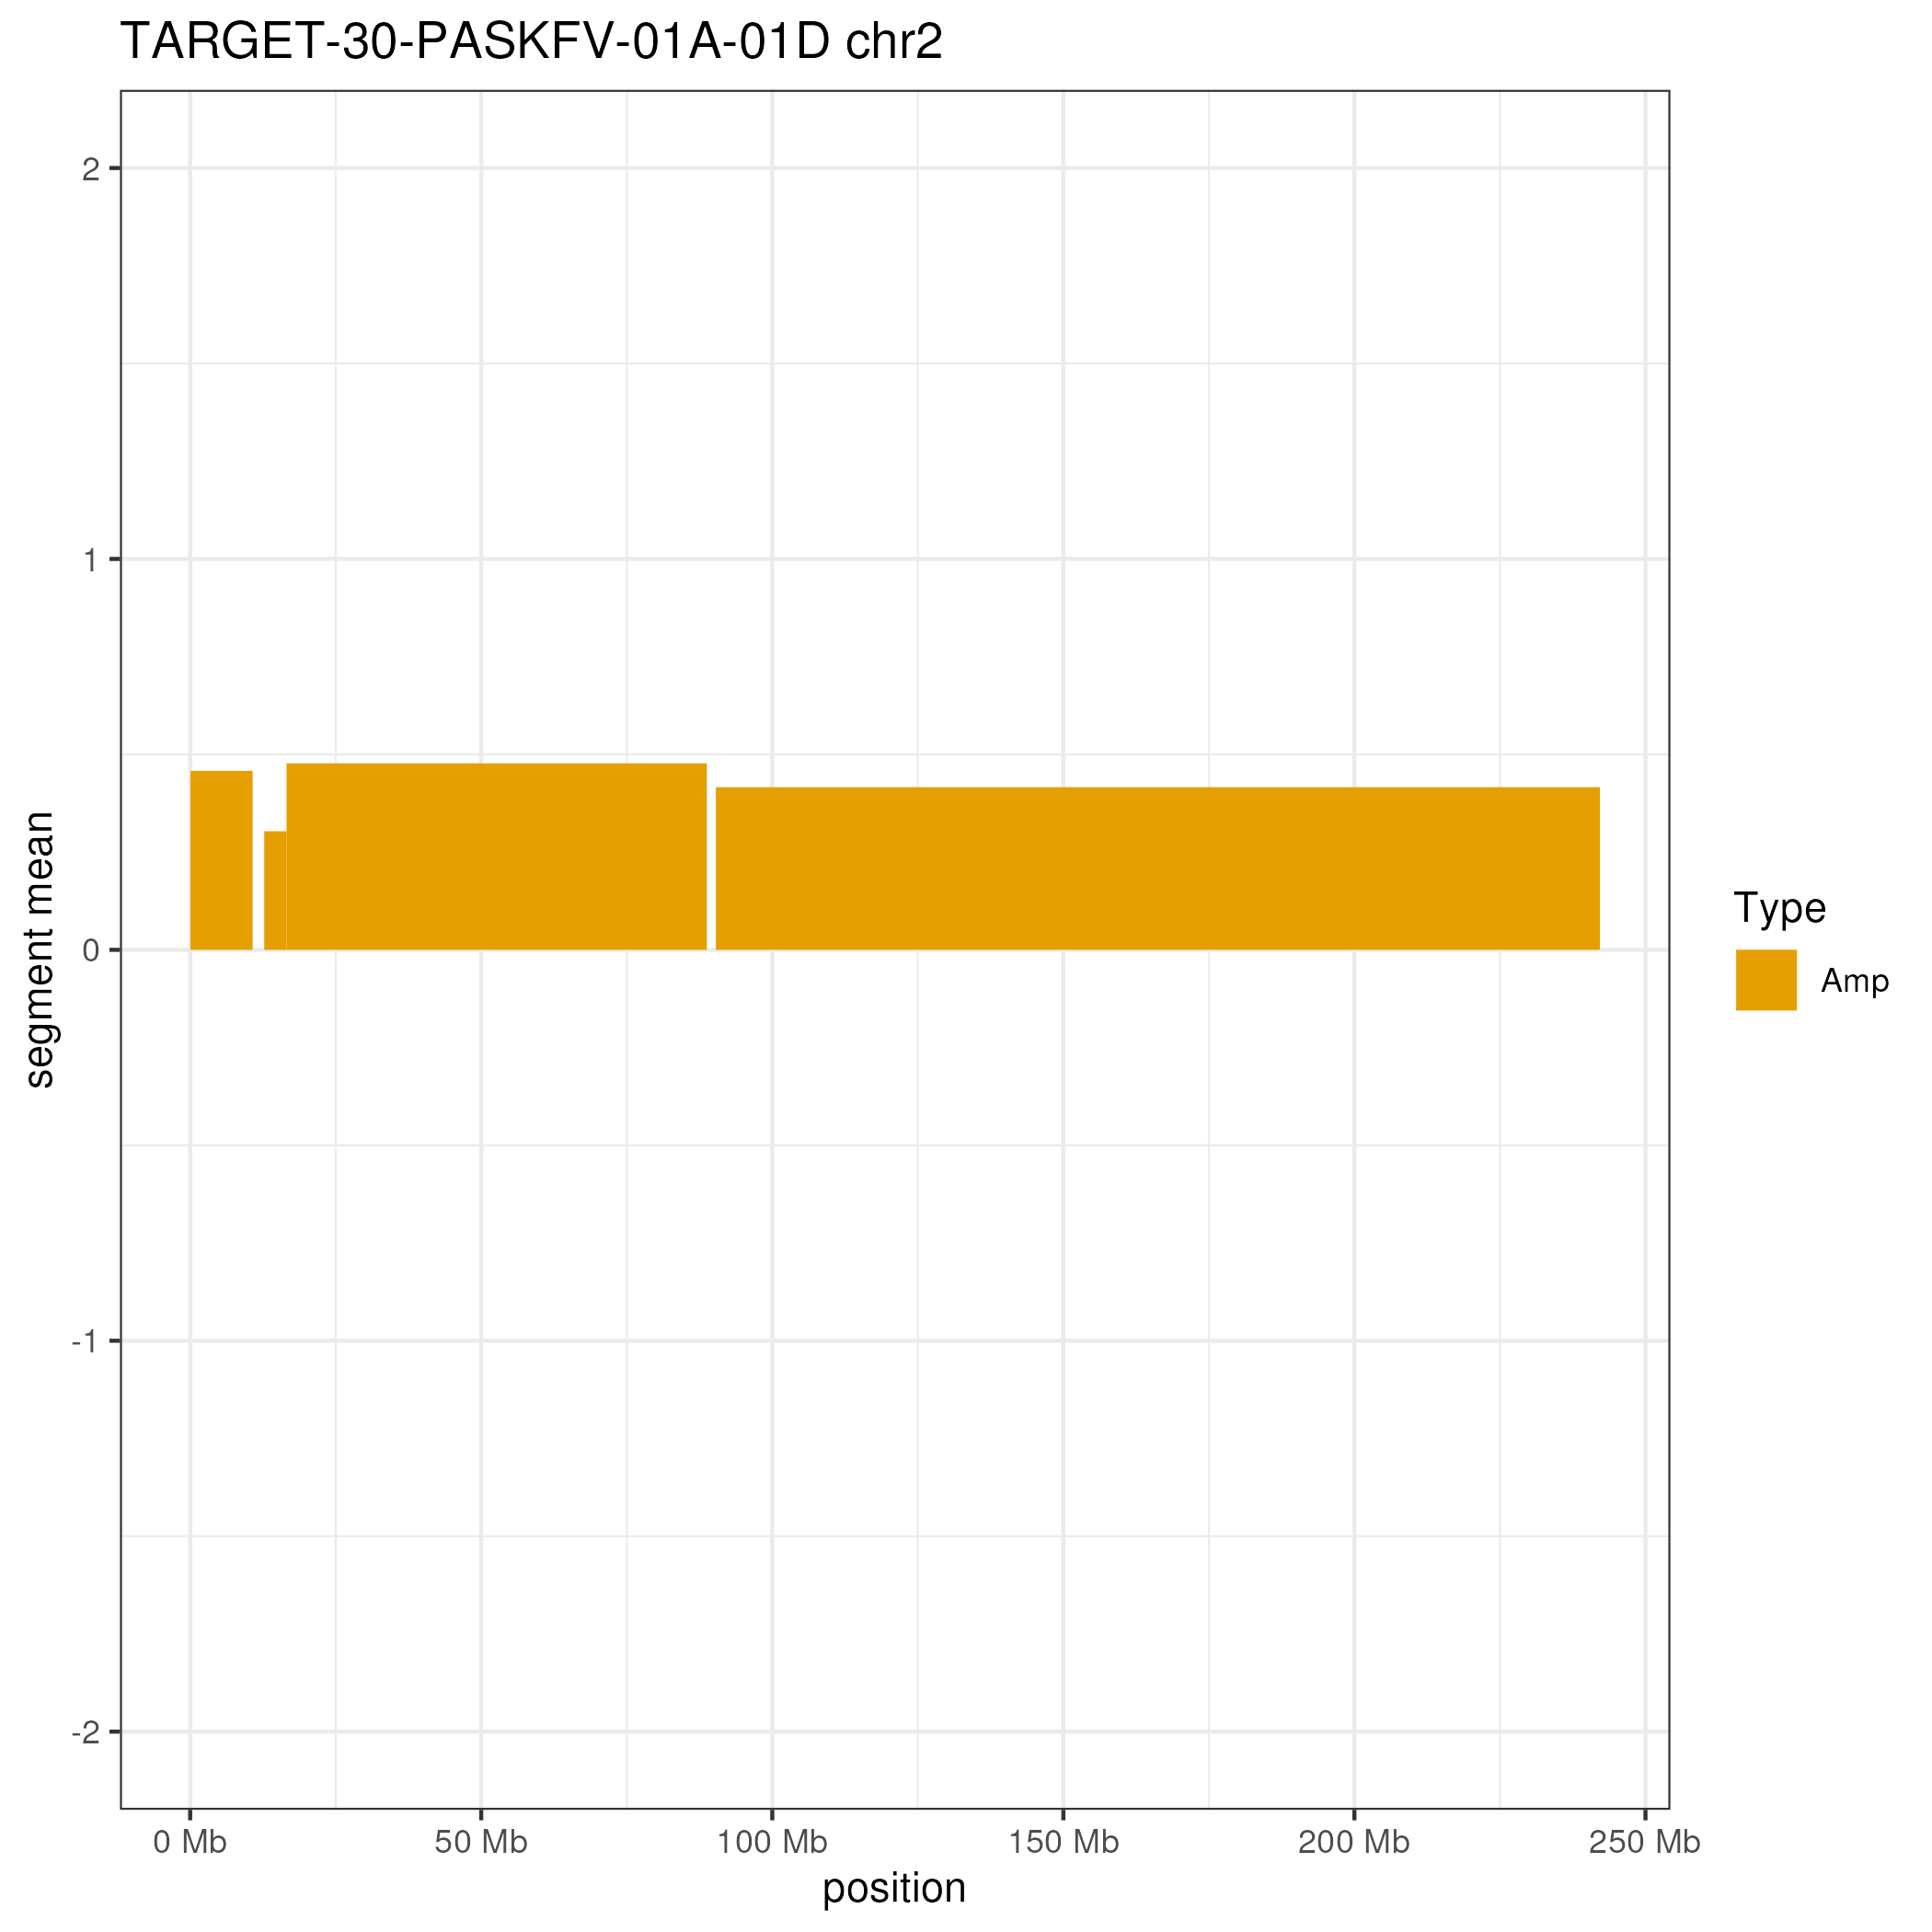 TARGET-30-PASKFV-01A-01D chr2
2
1
0
-1
-2
segment mean
0 Mb
50 Mb
100 Mb
150 Mb
200 Mb
250 Mb
position
Type
Amp